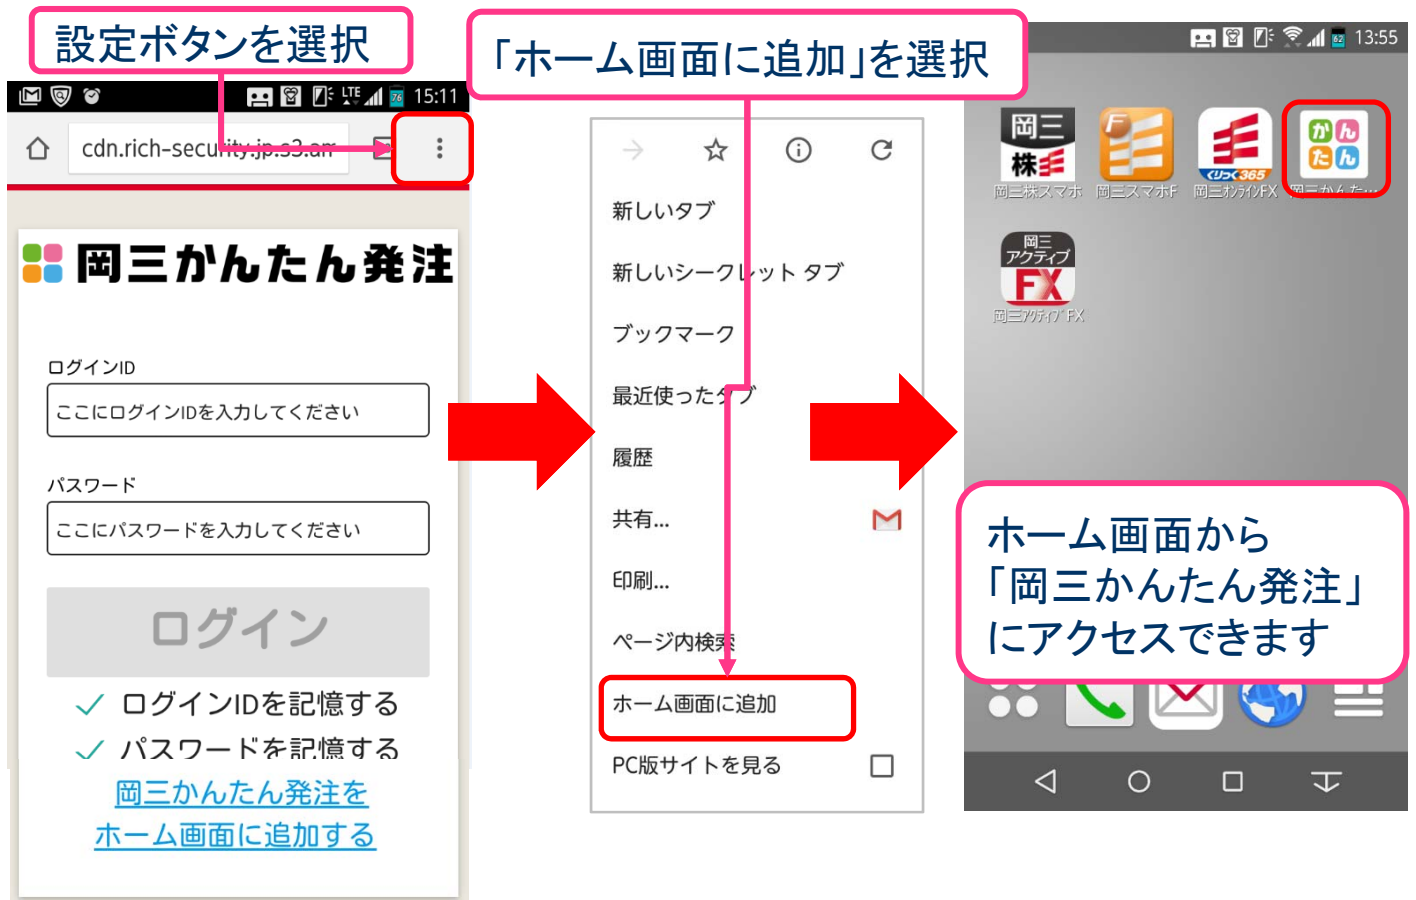 設定ボタンを選択
「ホーム画面に追加」を選択
LTE 76 15:11
cdn.rich-security.jp.s3.am
岡三かんたん発注
ログインID
ここにログインIDを入力してください
パスワード
ここにパスワードを入力してください
ログイン
ログインIDを記憶する
パスワードを記憶する
岡三かんたん発注を
ホーム画面に追加する
新しいタブ
新しいシークレット タブ
ブックマーク
最近使ったタブ
履歴
共有...
印刷...
ページ内検索
ホーム画面に追加
PC版サイトを見る
62 13:55
岡三
株
岡三株スマホ
F
岡三スマホF
くりっく365
岡三オンラインFX
かん
たん
岡三かんた…
岡三
アクティブ
FX
岡三アクティブFX
ホーム画面から
「岡三かんたん発注」
にアクセスできます